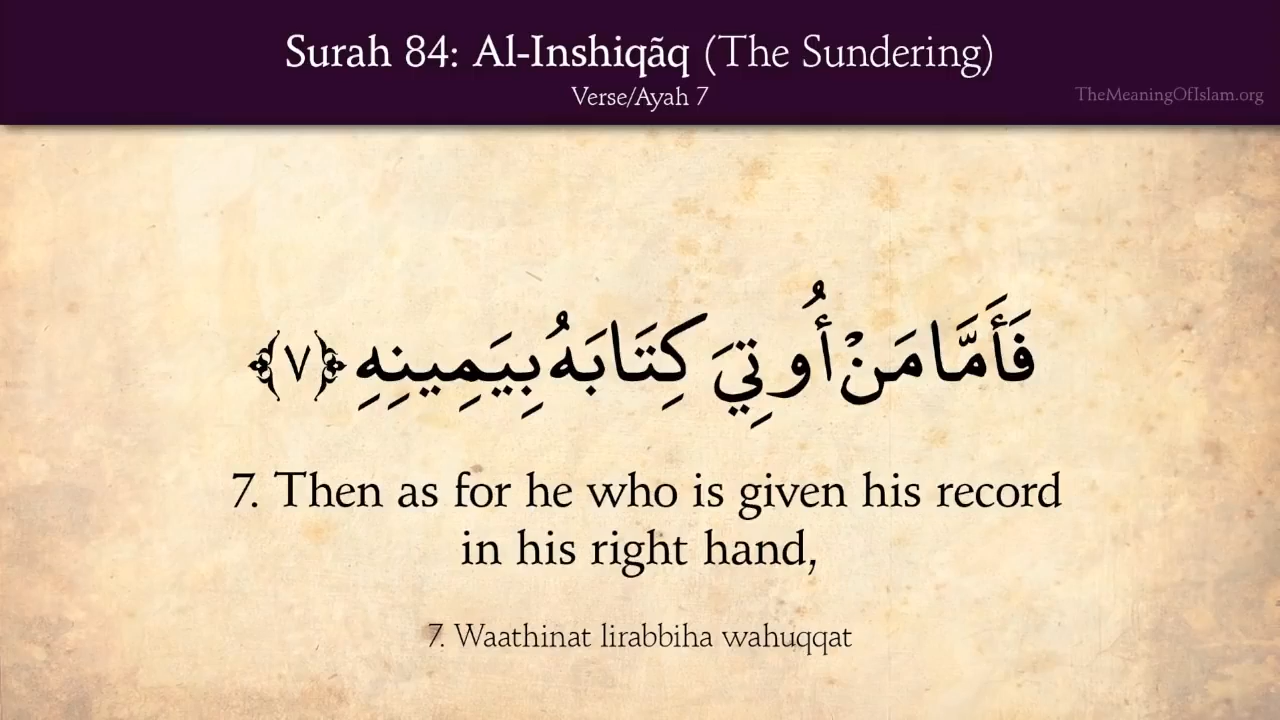 Surah 84: Al-Inshiqãq (The Sundering)
Verse/Ayah 7
TheMeaningOfIslam.org
فَأَمَّا مَنْ أُوتِيَ كِتَابَهُ بِيَمِينِهِ ﴿٧﴾
7. Then as for he who is given his record
in his right hand,
7. Waathinat lirabbiha wahuqqat